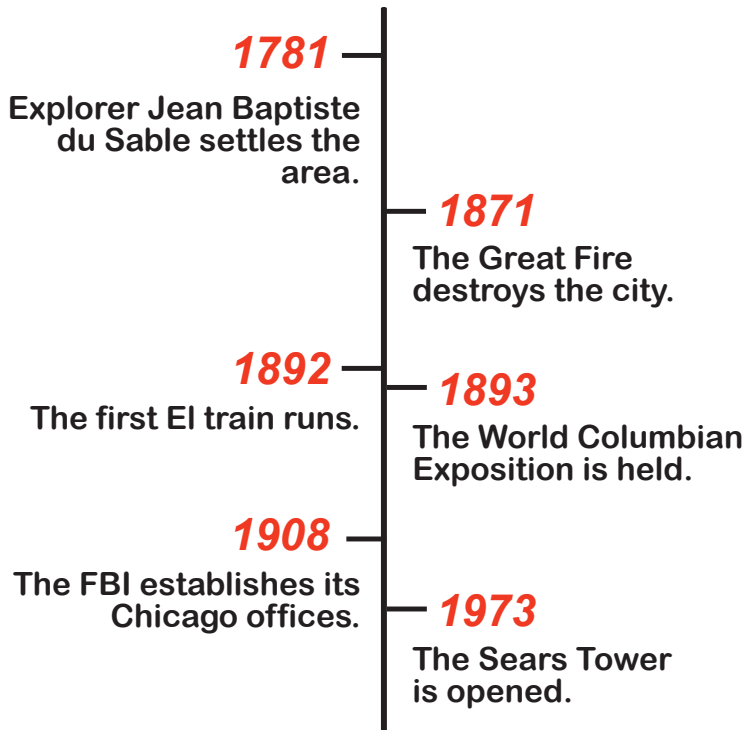 1781
Explorer Jean Baptiste
du Sable settles the
area.
1871
The Great Fire
destroys the city.
1892
The first El train runs.
1893
The World Columbian
Exposition is held.
1908
The FBI establishes its
Chicago offices.
1973
The Sears Tower
is opened.